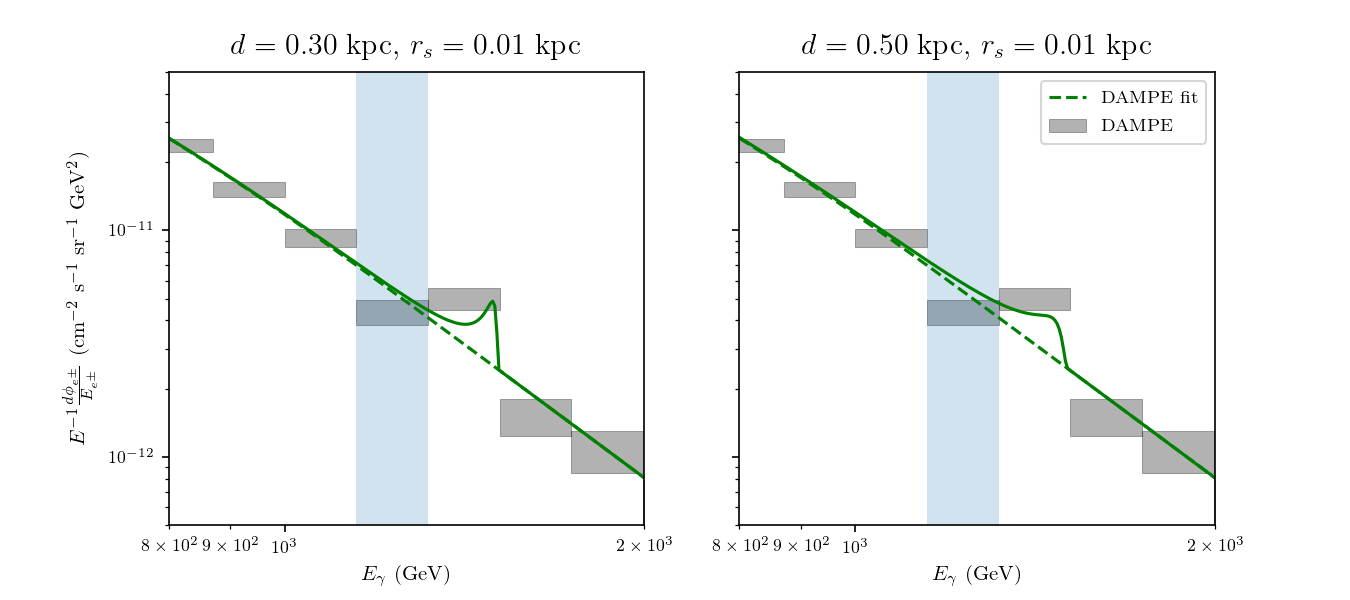 d = 0.30 kpc, r_s = 0.01 kpc
d = 0.50 kpc, r_s = 0.01 kpc
DAMPE fit
DAMPE
E^{-1} \frac{dϕ_{e±}}{E_{e±}} (cm^{-2} s^{-1} sr^{-1} GeV^2)
10^{-11}
10^{-12}
8 × 10^2 9 × 10^2 10^3 2 × 10^3
8 × 10^2 9 × 10^2 10^3 2 × 10^3
E_γ (GeV)
E_γ (GeV)